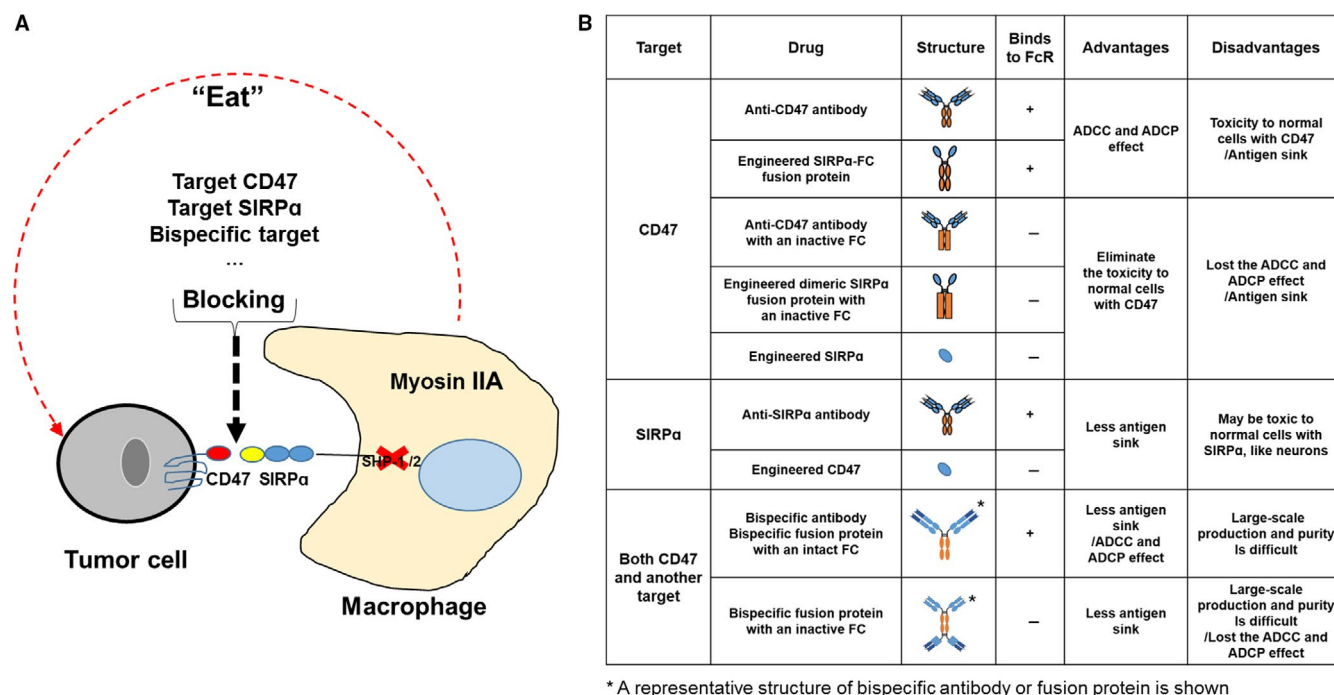 A
“Eat”
Target CD47
Target SIRPα
Bispecific target
...
Blocking
Myosin IIA
SHP-1/2
CD47 SIRPα
Tumor cell
Macrophage
B
Target
Drug
Structure
Binds
to FcR
Advantages
Disadvantages
CD47
Anti-CD47 antibody
+
ADCC and ADCP
effect
Toxicity to normal
cells with CD47
/Antigen sink
Engineered SIRPα-FC
fusion protein
+
Anti-CD47 antibody
with an inactive FC
–
Eliminate
the toxicity to
normal cells
with CD47
Lost the ADCC and
ADCP effect
/Antigen sink
Engineered dimeric SIRPα
fusion protein with
an inactive FC
–
Engineered SIRPα
–
SIRPα
Anti-SIRPα antibody
+
Less antigen
sink
May be toxic to
norrmal cells with
SIRPα, like neurons
Engineered CD47
–
Both CD47
and another
target
Bispecific antibody
Bispecific fusion protein
with an intact FC
*
+
Less antigen
sink
/ADCC and
ADCP effect
Large-scale
production and purity
Is difficult
Bispecific fusion protein
with an inactive FC
*
–
Less antigen
sink
Large-scale
production and purity
Is difficult
/Lost the ADCC and
ADCP effect
* A representative structure of bispecific antibody or fusion protein is shown